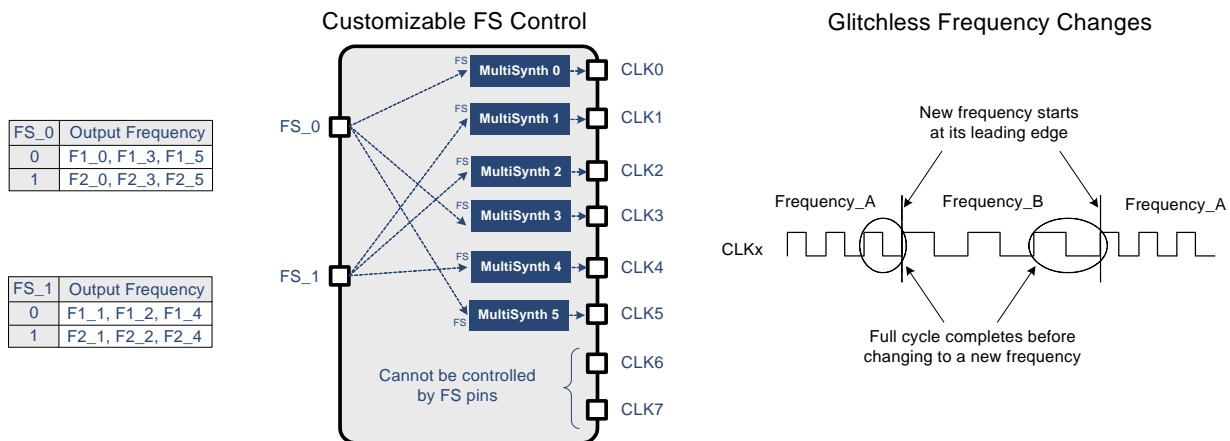 Customizable FS Control
Glitchless Frequency Changes
FS_0 Output Frequency
0 F1_0, F1_3, F1_5
1 F2_0, F2_3, F2_5
FS_1 Output Frequency
0 F1_1, F1_2, F1_4
1 F2_1, F2_2, F2_4
FS_0
FS_1
FS
MultiSynth 0
CLK0
FS
MultiSynth 1
CLK1
FS
MultiSynth 2
CLK2
FS
MultiSynth 3
CLK3
FS
MultiSynth 4
CLK4
FS
MultiSynth 5
CLK5
Cannot be controlled
by FS pins
CLK6
CLK7
New frequency starts
at its leading edge
Frequency_A
Frequency_B
Frequency_A
CLKx
Full cycle completes before
changing to a new frequency